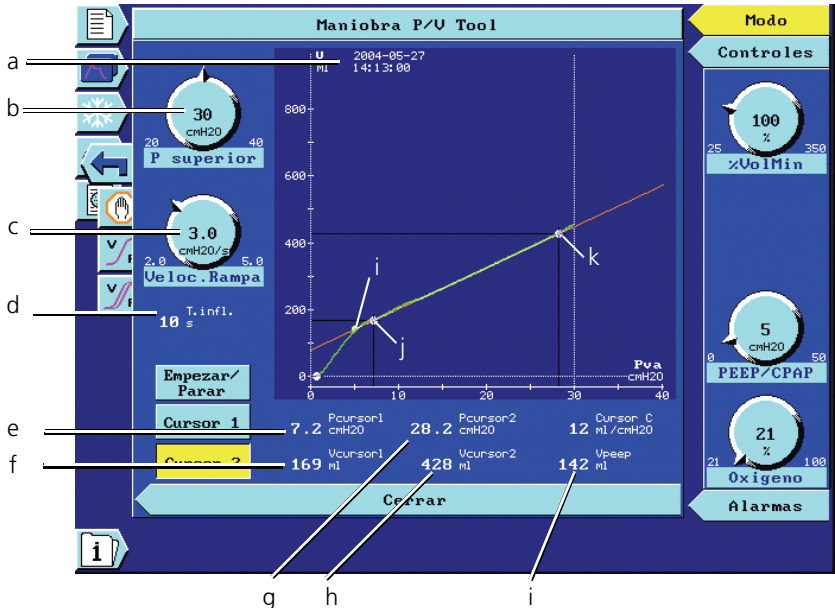 Maniobra P/V Tool
Modo
Controles
a
V 2004-05-27
Ml 14:13:00
b
30
cmH2O
20 40
P superior
100
%
25 350
%VolMin
c
3.0
cmH2O/s
2.0 5.0
Veloc.Rampa
d
10 T.infl.
s
800
600
400
200
0
0 10 20 30 40
i
j
k
Pva
cmH2O
5
cmH2O
0 50
PEEP/CPAP
Empezar/
Parar
Cursor 1
Cursor 2
e
7.2 Pcursor1
cmH2O
28.2 Pcursor2
cmH2O
12 Cursor C
ml/cmH2O
f
169 Vcursor1
ml
428 Vcursor2
ml
142 Vpeep
ml
21
%
21 100
Oxigeno
Cerrar
Alarmas
i
g h i